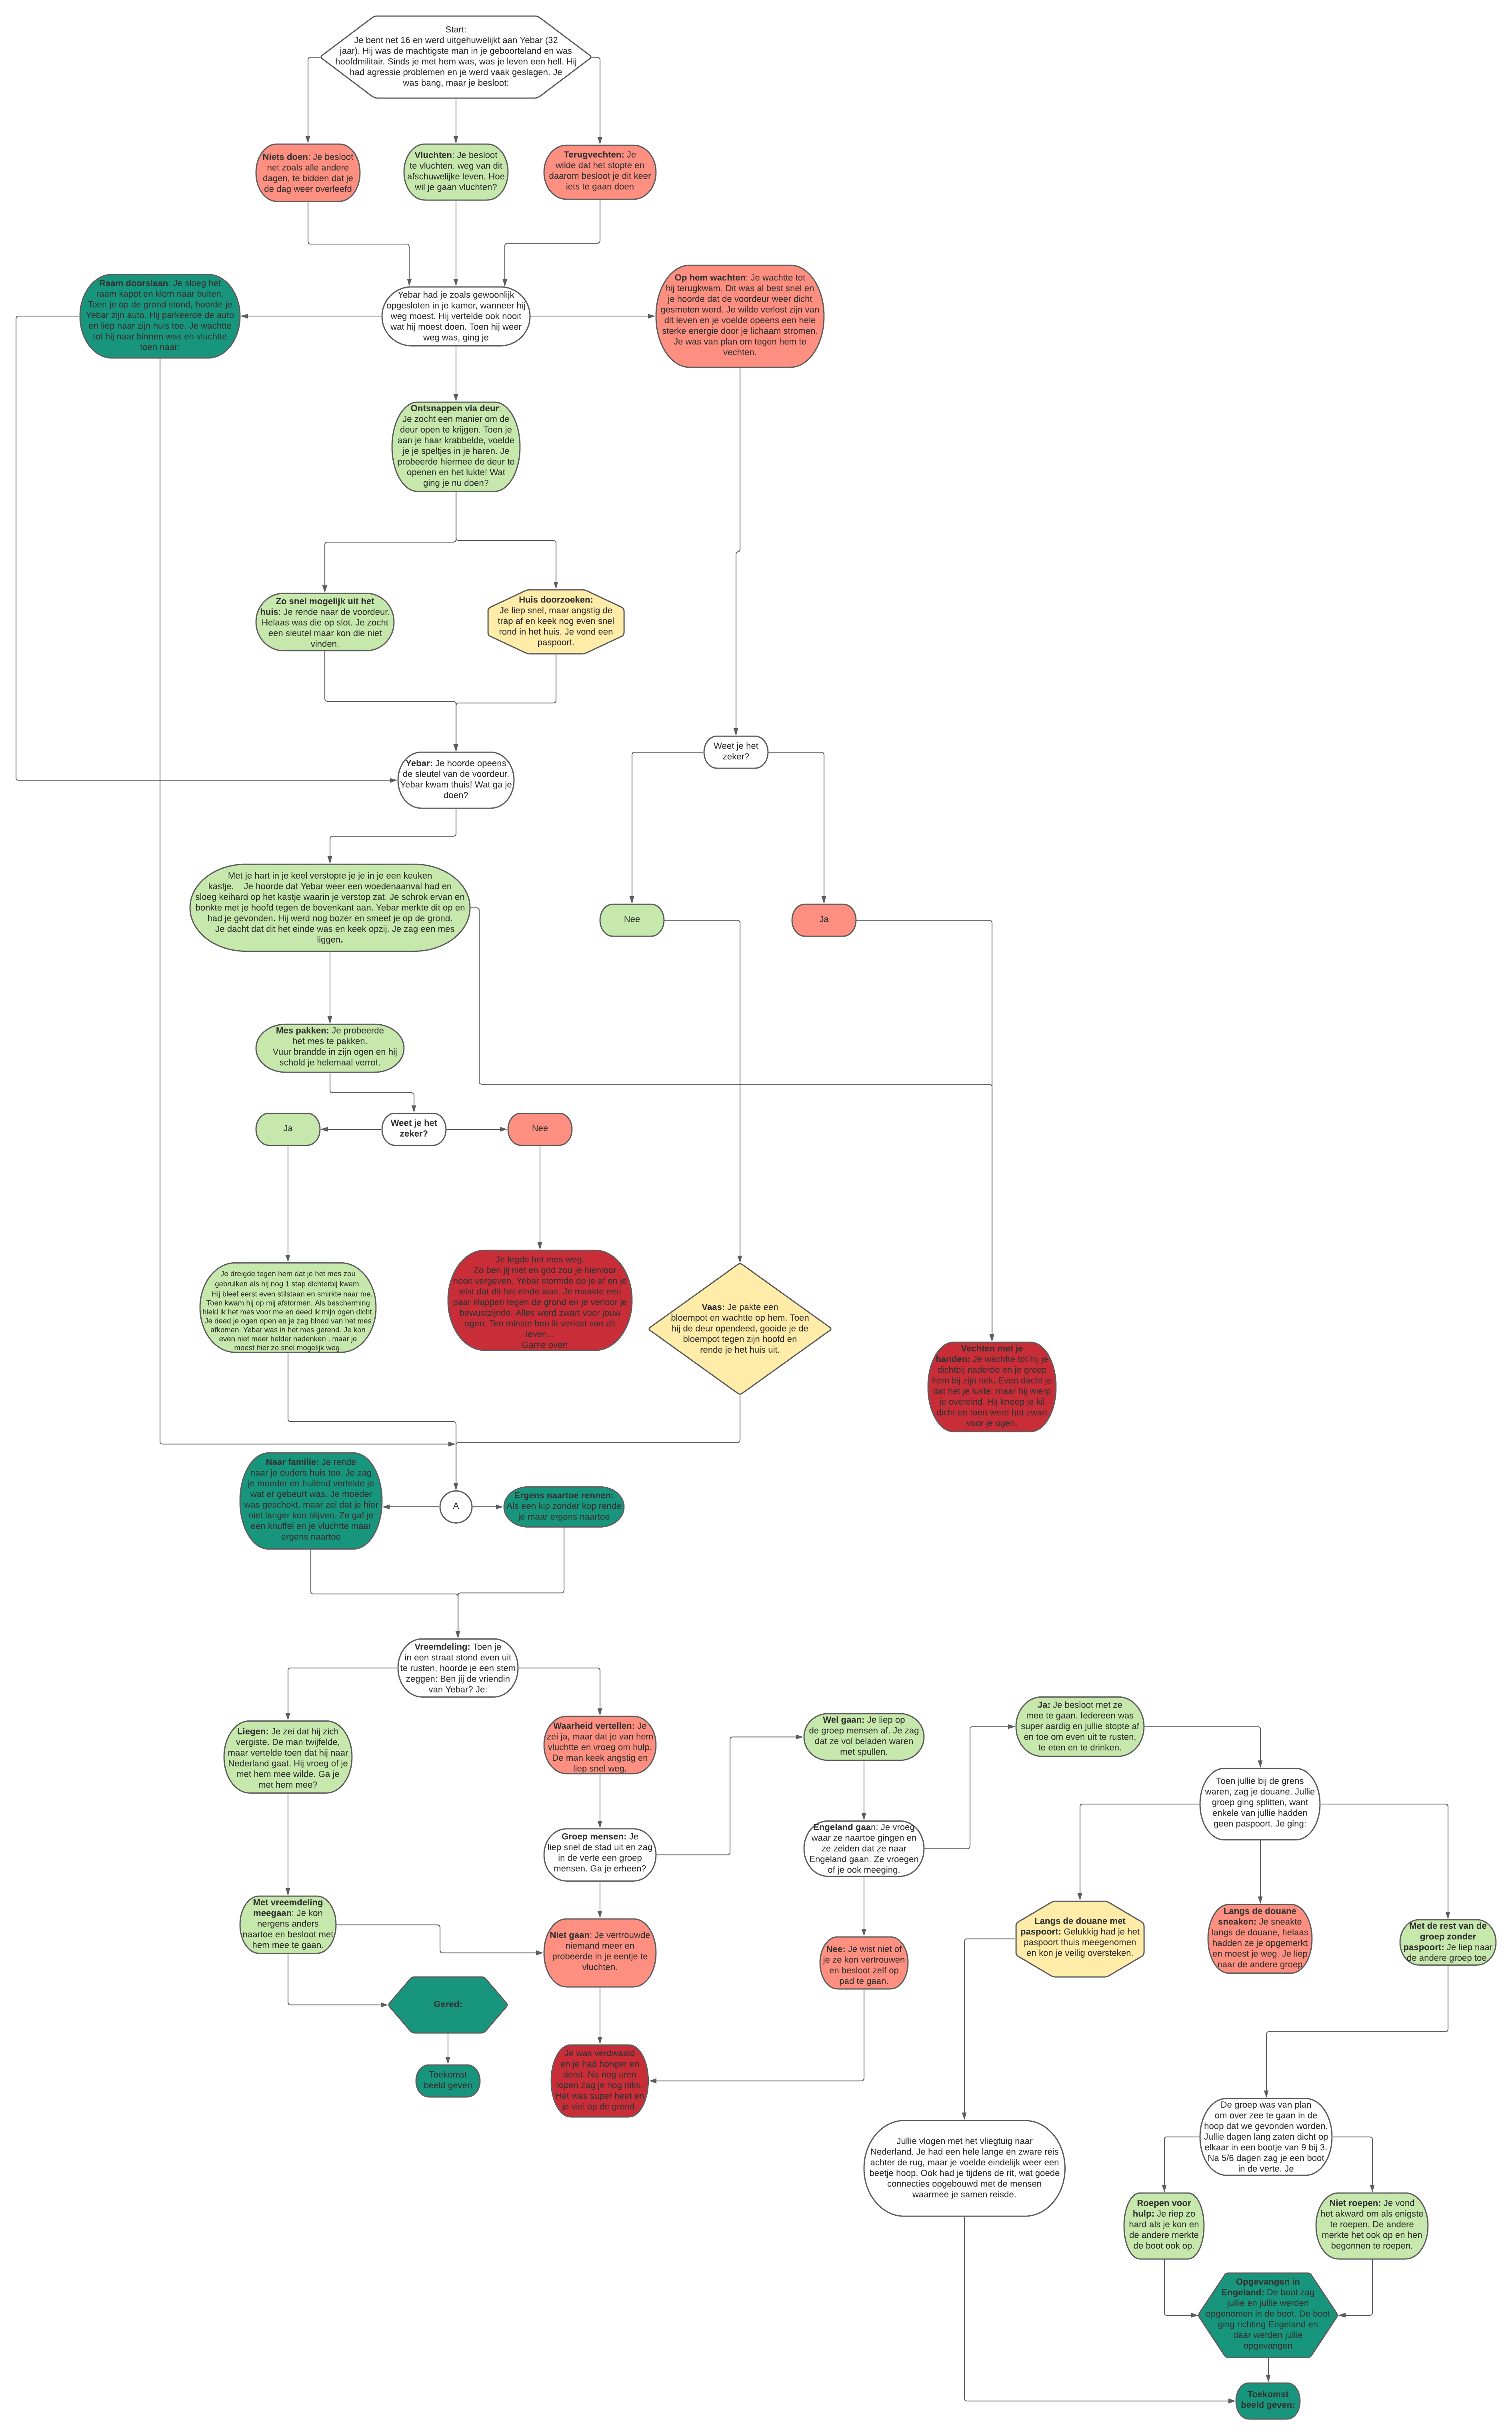 Start:
Je bent net 16 en werd uitgehuwelijkt aan Yebar (32
jaar). Hij was de machtigste man in je geboorteland en was
hoofdmilitair. Sinds je met hem was, was je leven een hell. Hij
had agressie problemen en je werd vaak geslagen. Je
was bang, maar je besloot:
Niets doen: Je besloot
net zoals alle andere
dagen, te bidden dat je
de dag weer overleefd
Vluchten: Je besloot
te vluchten. weg van dit
afschuwelijke leven. Hoe
wil je gaan vluchten?
Terugvechten: Je
wilde dat het stopte en
daarom besloot je dit keer
iets te gaan doen
Raam doorslaan: Je sloeg het
raam kapot en klom naar buiten.
Toen je op de grond stond, hoorde je
Yebar zijn auto. Hij parkeerde de auto
en liep naar zijn huis toe. Je wachtte
tot hij naar binnen was en vluchtte
toen naar:
Yebar had je zoals gewoonlijk
opgesloten in je kamer, wanneer hij
weg moest. Hij vertelde ook nooit
wat hij moest doen. Toen hij weer
weg was, ging je
Op hem wachten: Je wachtte tot
hij terugkwam. Dit was al best snel en
je hoorde dat de voordeur weer dicht
gesmeten werd. Je wilde verlost zijn van
dit leven en je voelde opeens een hele
sterke energie door je lichaam stromen.
Je was van plan om tegen hem te
vechten.
Ontsnappen via deur:
Je zocht een manier om de
deur open te krijgen. Toen je
aan je haar krabbelde, voelde
je je speltjes in je haren. Je
probeerde hiermee de deur te
openen en het lukte! Wat
ging je nu doen?
Zo snel mogelijk uit het
huis: Je rende naar de voordeur.
Helaas was die op slot. Je zocht
een sleutel maar kon die niet
vinden.
Huis doorzoeken:
Je liep snel, maar angstig de
trap af en keek nog even snel
rond in het huis. Je vond een
paspoort.
Weet je het
zeker?
Yebar: Je hoorde opeens
de sleutel van de voordeur.
Yebar kwam thuis! Wat ga je
doen?
Met je hart in je keel verstopte je je in je een keuken
kastje. Je hoorde dat Yebar weer een woedenaanval had en
sloeg keihard op het kastje waarin je verstop zat. Je schrok ervan en
bonkte met je hoofd tegen de bovenkant aan. Yebar merkte dit op en
had je gevonden. Hij werd nog bozer en smeet je op de grond.
Je dacht dat dit het einde was en keek opzij. Je zag een mes
liggen.
Nee
Ja
Mes pakken: Je probeerde
het mes te pakken.
Vuur brandde in zijn ogen en hij
schold je helemaal verrot.
Ja
Weet je het
zeker?
Nee
Je dreigde tegen hem dat je het mes zou
gebruiken als hij nog 1 stap dichterbij kwam.
Hij bleef eerst even stilstaan en smirkte naar me.
Toen kwam hij op mij afstormen. Als bescherming
hield ik het mes voor me en deed ik mijn ogen dicht.
Je deed je ogen open en je zag bloed van het mes
afkomen. Yebar was in het mes gerend. Je kon
even niet meer helder nadenken , maar je
moest hier zo snel mogelijk weg.
Je legde het mes weg.
Zo ben jij niet en god zou je hiervoor
nooit vergeven. Yebar stormde op je af en je
wist dat dit het einde was. Je maakte een
paar klappen tegen de grond en je verloor je
bewustzijnde. Alles werd zwart voor jouw
ogen. Ten minste ben ik verlost van dit
leven...
Game over!
Vaas: Je pakte een
bloempot en wachtte op hem. Toen
hij de deur opendeed, gooide je de
bloempot tegen zijn hoofd en
rende je het huis uit.
Vechten met je
handen: Je wachtte tot hij je
dichtbij naderde en je greep
hem bij zijn nek. Even dacht je
dat het je lukte, maar hij wierp
je overeind. Hij kneep je kil
dicht en toen werd het zwart
voor je ogen.
Naar familie: Je rende
naar je ouders huis toe. Je zag
je moeder en huilend vertelde je
wat er gebeurt was. Je moeder
was geschokt, maar zei dat je hier
niet langer kon blijven. Ze gaf je
een knuffel en je vluchtte maar
ergens naartoe
A
Ergens naartoe rennen:
Als een kip zonder kop rende
je maar ergens naartoe
Vreemdeling: Toen je
in een straat stond even uit
te rusten, hoorde je een stem
zeggen: Ben jij de vriendin
van Yebar? Je:
Liegen: Je zei dat hij zich
vergiste. De man twijfelde,
maar vertelde toen dat hij naar
Nederland gaat. Hij vroeg of je
met hem mee wilde. Ga je
met hem mee?
Waarheid vertellen: Je
zei ja, maar dat je van hem
vluchtte en vroeg om hulp.
De man keek angstig en
liep snel weg.
Wel gaan: Je liep op
de groep mensen af. Je zag
dat ze vol beladen waren
met spullen.
Ja: Je besloot met ze
mee te gaan. Iedereen was
super aardig en jullie stopte af
en toe om even uit te rusten,
te eten en te drinken.
Toen jullie bij de grens
waren, zag je douane. Jullie
groep ging splitten, want
enkele van jullie hadden
geen paspoort. Je ging:
Groep mensen: Je
liep snel de stad uit en zag
in de verte een groep
mensen. Ga je erheen?
Engeland gaan: Je vroeg
waar ze naartoe gingen en
ze zeiden dat ze naar
Engeland gaan. Ze vroegen
of je ook meeging.
Met vreemdeling
meegaan: Je kon
nergens anders
naartoe en besloot met
hem mee te gaan.
Niet gaan: Je vertrouwde
niemand meer en
probeerde in je eentje te
vluchten.
Nee: Je wist niet of
je ze kon vertrouwen
en besloot zelf op
pad te gaan.
Langs de douane met
paspoort: Gelukkig had je het
paspoort thuis meegenomen
en kon je veilig oversteken.
Langs de douane
sneaken: Je sneakte
langs de douane, helaas
hadden ze je opgemerkt
en moest je weg. Je liep
naar de andere groep
Met de rest van de
groep zonder
paspoort: Je liep naar
de andere groep toe.
Gered:
Toekomst
beeld geven
Je was verdwaald
en je had honger en
dorst. Na nog uren
lopen zag je nog niks.
Het was super heet en
je viel op de grond.
Jullie vlogen met het vliegtuig naar
Nederland. Je had een hele lange en zware reis
achter de rug, maar je voelde eindelijk weer een
beetje hoop. Ook had je tijdens de rit, wat goede
connecties opgebouwd met de mensen
waarmee je samen reisde.
De groep was van plan
om over zee te gaan in de
hoop dat we gevonden worden.
Jullie dagen lang zaten dicht op
elkaar in een bootje van 9 bij 3.
Na 5/6 dagen zag je een boot
in de verte. Je
Roepen voor
hulp: Je riep zo
hard als je kon en
de andere merkte
de boot ook op.
Niet roepen: Je vond
het akward om als enigste
te roepen. De andere
merkte het ook op en hen
begonnen te roepen.
Opgevangen in
Engeland: De boot zag
jullie en jullie werden
opgenomen in de boot. De boot
ging richting Engeland en
daar werden jullie
opgevangen
Toekomst
beeld geven: